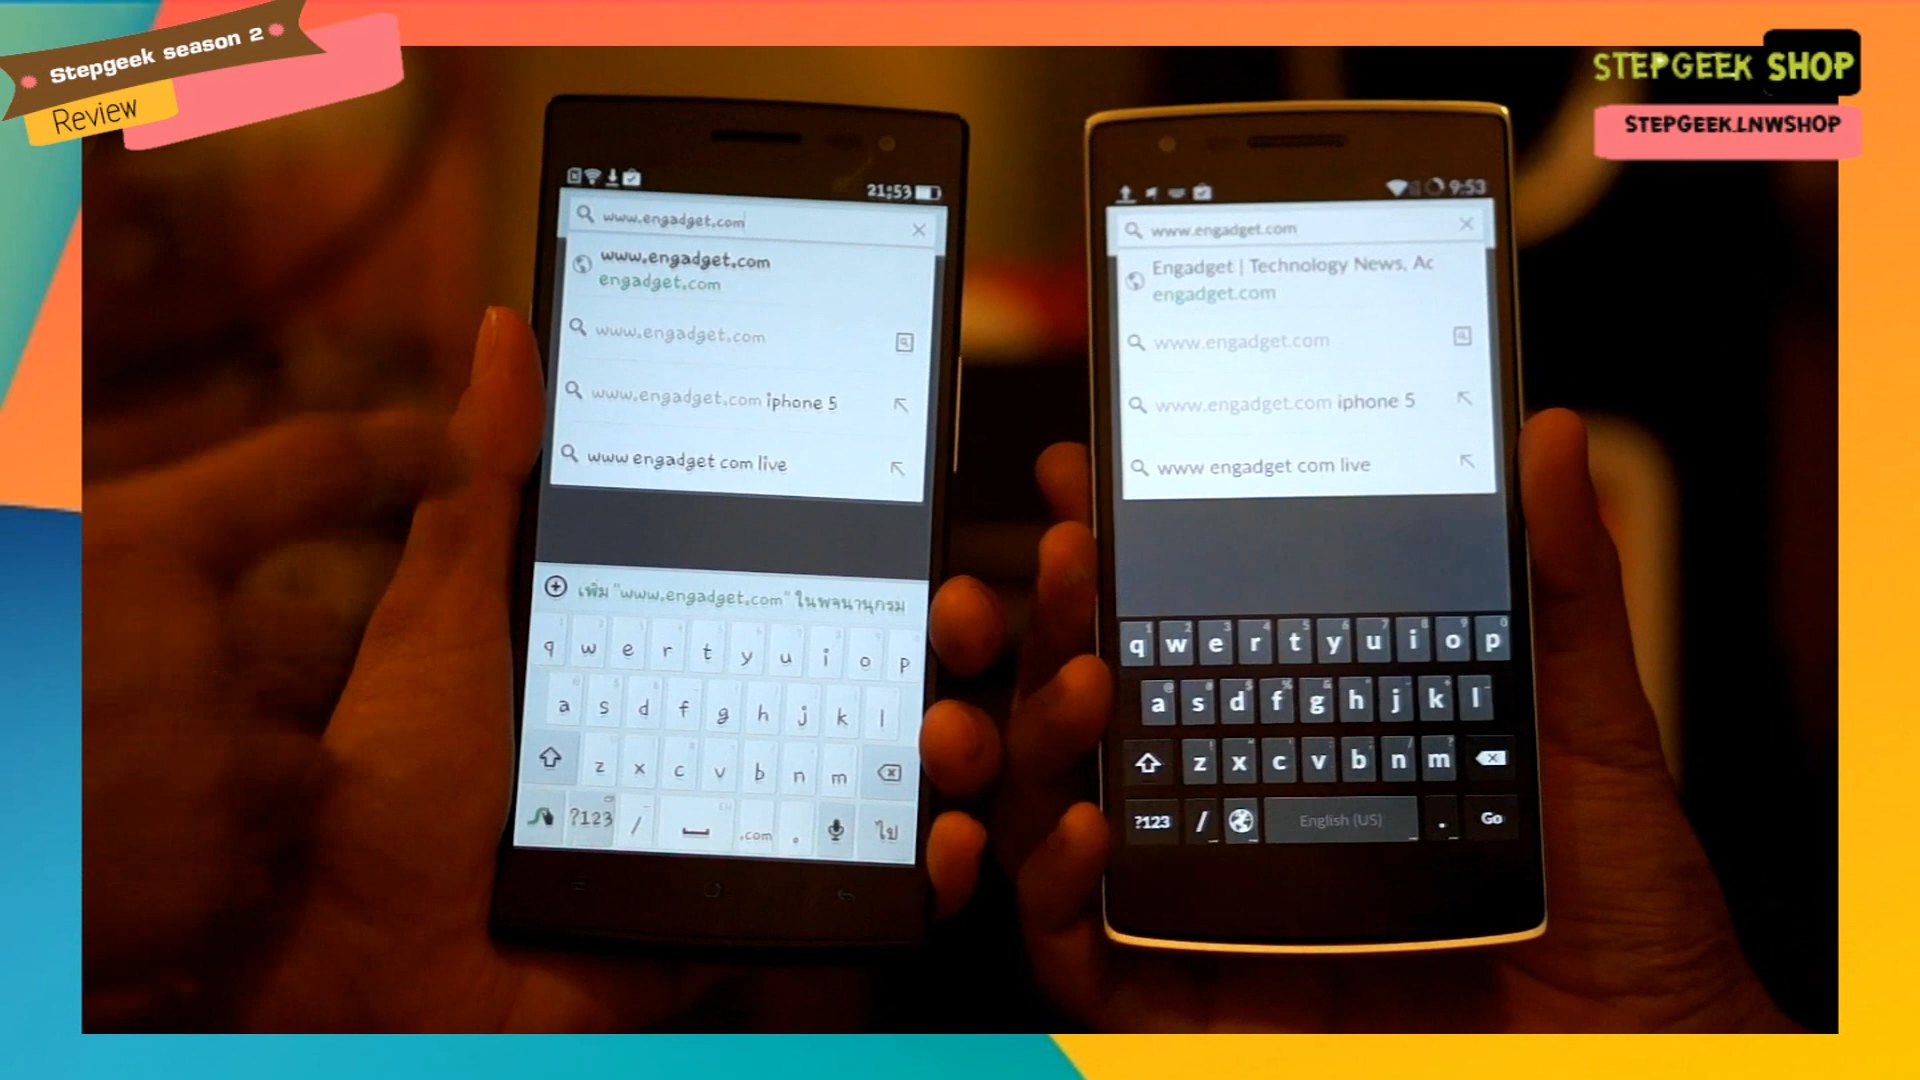 Stepgeek season 2
Review
STEPGEEK SHOP
STEPGEEK.LNWSHOP
21:53
www.engadget.com
www.engadget.com
engadget.com
www.engadget.com
www.engadget.com iphone 5
www engadget com live
เพิ่ม "www.engadget.com" ในพจนานุกรม
q w e r t y u i o p
a s d f g h j k l
z x c v b n m
?123 / .com . ไป
9:53
www.engadget.com
Engadget | Technology News, Ac
engadget.com
www.engadget.com
www.engadget.com iphone 5
www engadget com live
q w e r t y u i o p
a s d f g h j k l
z x c v b n m
?123 / English (US) . Go